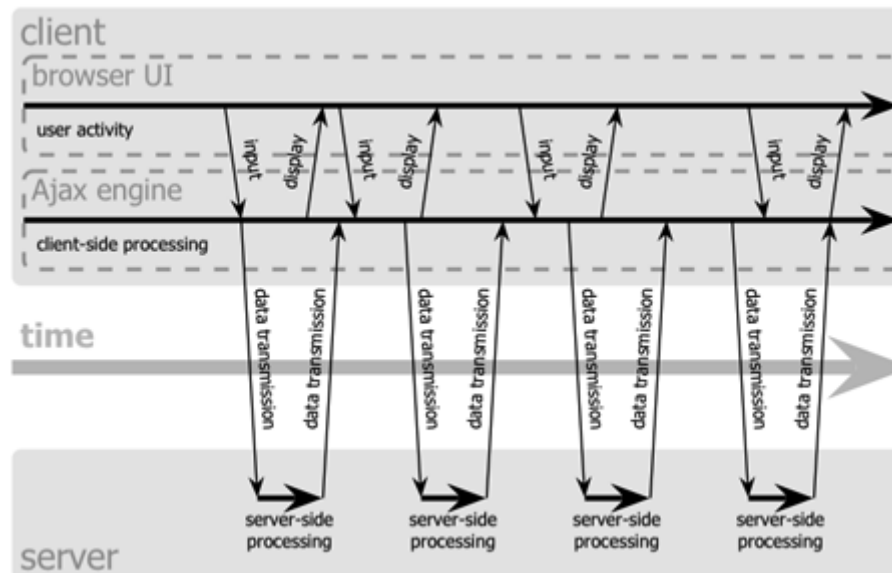 client
browser UI
user activity
input
display
input
display
input
display
input
display
Ajax engine
client-side processing
data transmission
data transmission
data transmission
data transmission
data transmission
data transmission
data transmission
data transmission
time
server-side
processing
server-side
processing
server-side
processing
server-side
processing
server